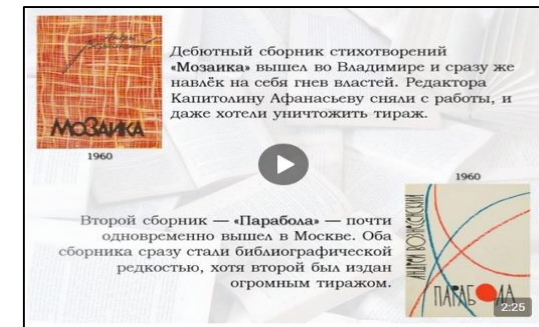 Дебютный сборник стихотворений
«Мозаика» вышел во Владимире и сразу же
навлёк на себя гнев властей. Редактора
Капитолину Афанасьеву сняли с работы, и
даже хотели уничтожить тираж.
МОЗАИКА
1960
1960
Второй сборник — «Парабола» — почти
одновременно вышел в Москве. Оба
сборника сразу стали библиографической
редкостью, хотя второй был издан
огромным тиражом.
АНДРЕЙ ВОЗНЕСЕНСКИЙ
ПАРАБОЛА
2:25